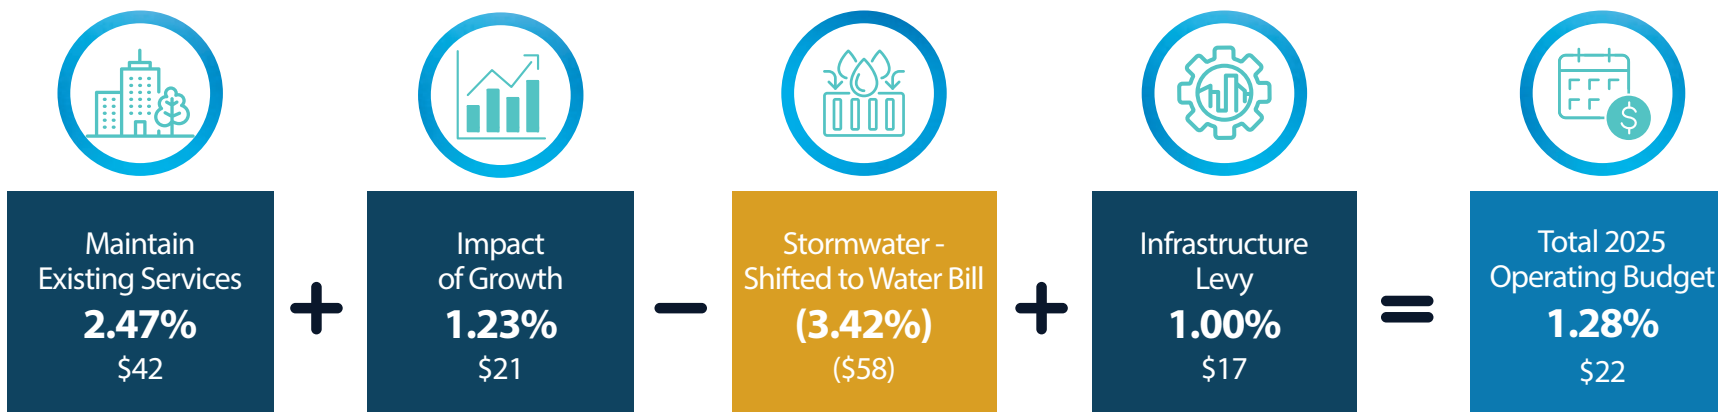 Maintain
Existing Services
2.47%
$42
+
Impact
of Growth
1.23%
$21
−
Stormwater -
Shifted to Water Bill
(3.42%)
($58)
+
Infrastructure
Levy
1.00%
$17
=
$
Total 2025
Operating Budget
1.28%
$22